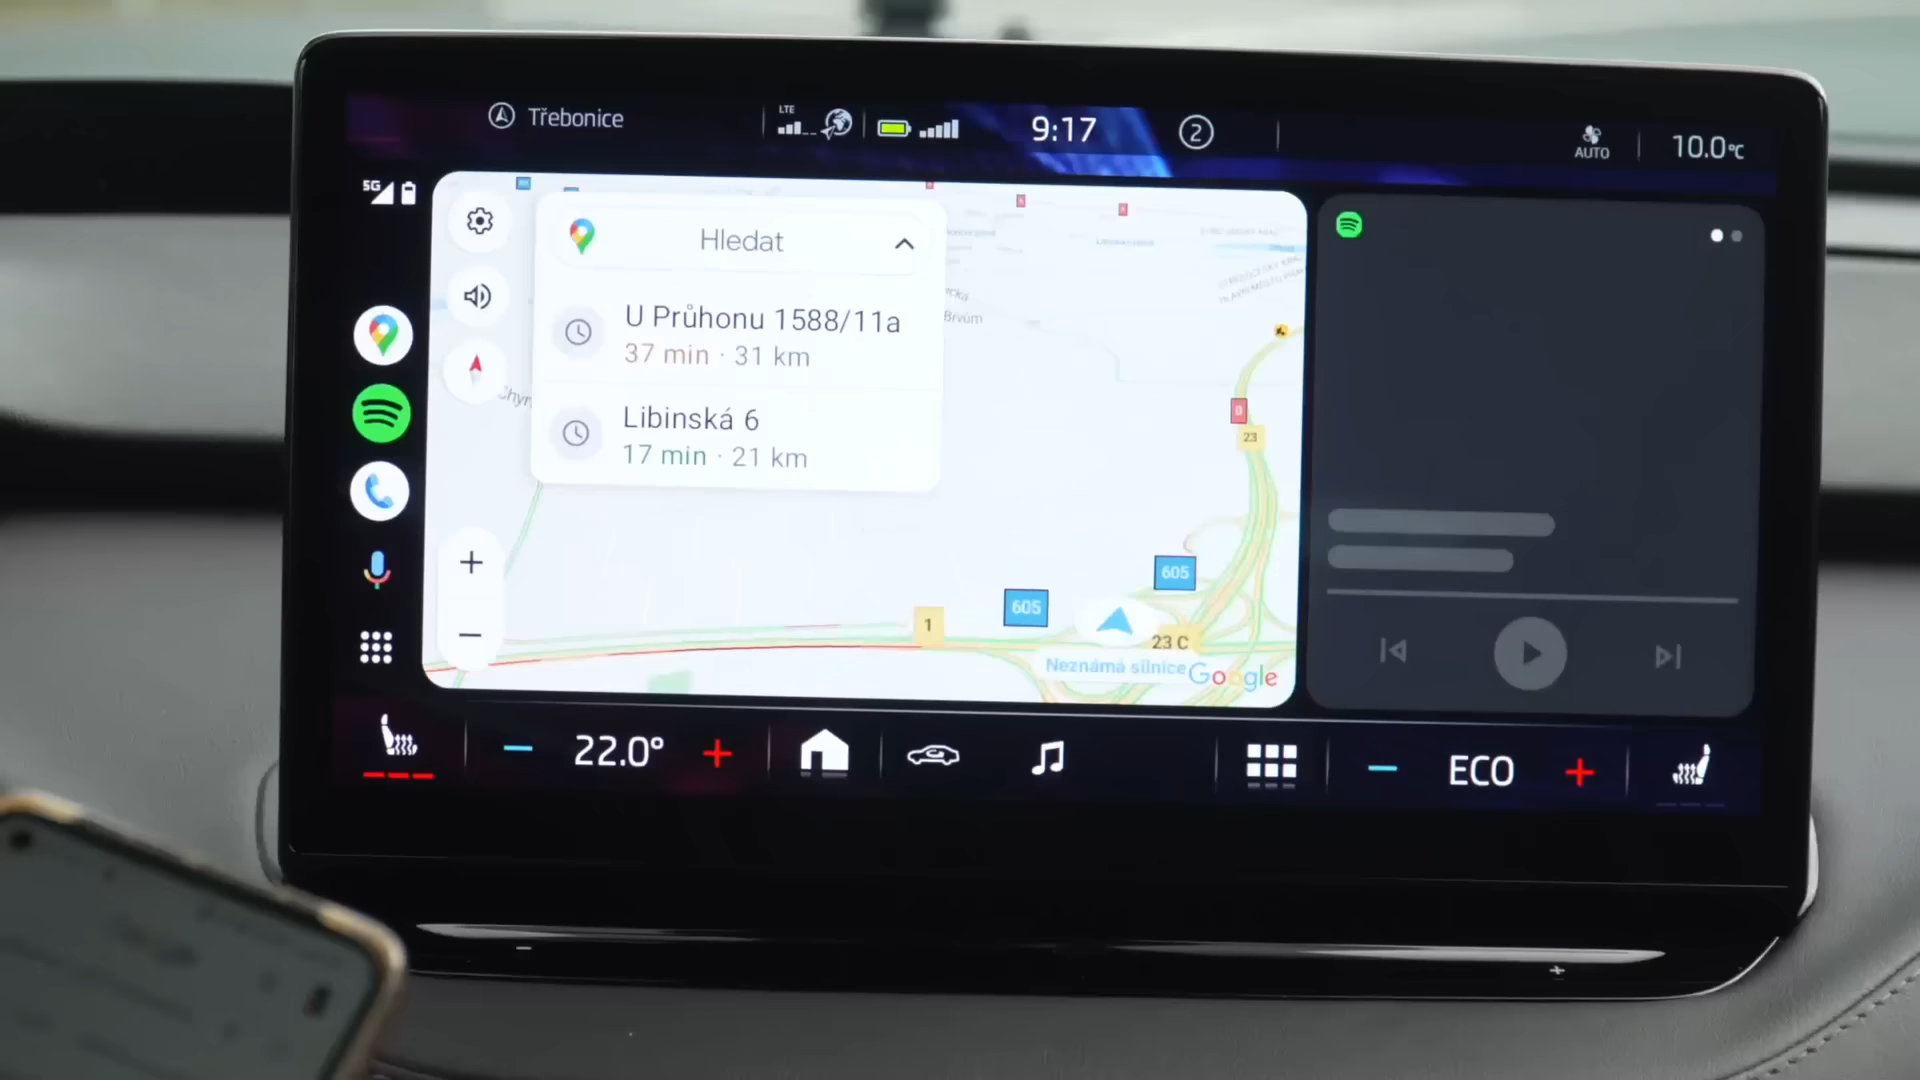 Třebonice
LTE
9:17
2
AUTO
10.0°C
5G
Hledat
U Průhonu 1588/11a
37 min · 31 km
Libinská 6
17 min · 21 km
0
23
605
605
1
23 C
Neznámá silnice
Google
+
−
− 22.0° +
− ECO +